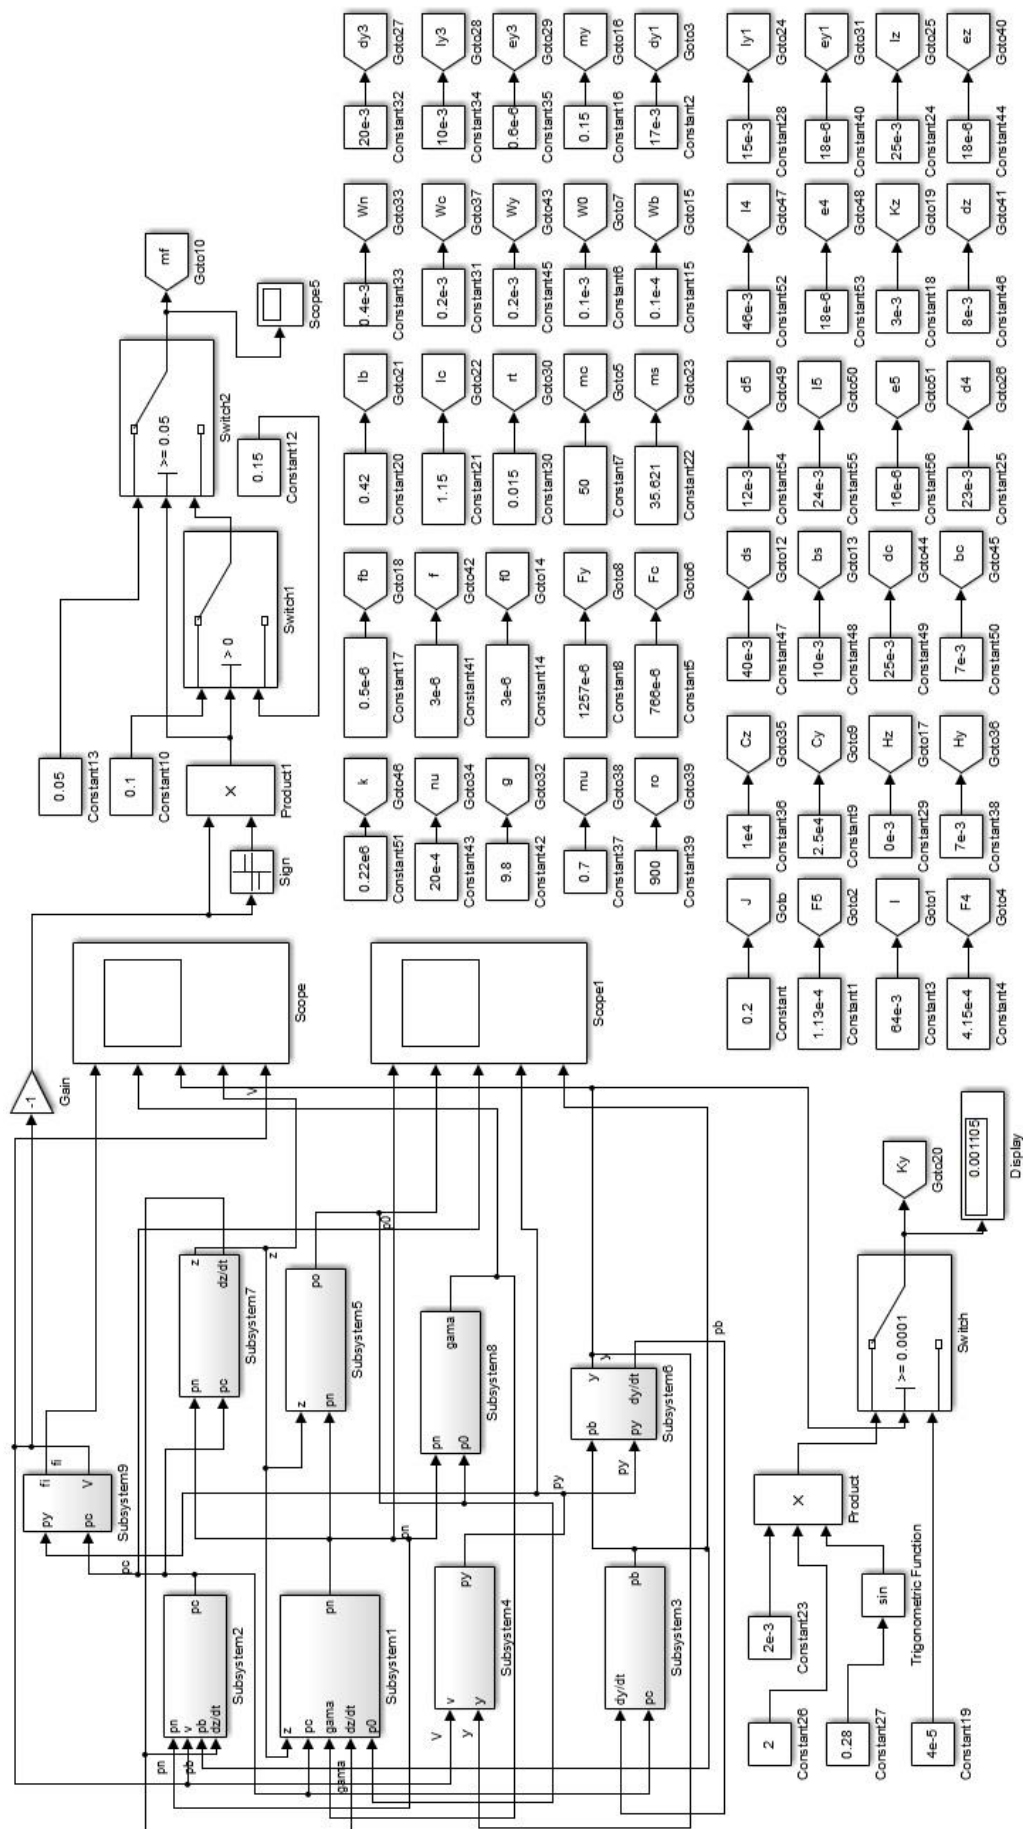 pn
v
pb
dz/dt
pc
Subsystem2
z
pc
gama
dz/dt
p0
pn
Subsystem1
v
y
py
Subsystem4
dy/dt
pc
pb
Subsystem3
py
pc
fi
V
Subsystem9
pn
pc
z
dz/dt
Subsystem7
z
pn
po
Subsystem5
pn
p0
gama
Subsystem8
pb
py
y
dy/dt
Subsystem6
pn
pb
gama
V
y
pc
pn
py
py
fi
z
p0
y
pb
V
-1
Gain
Scope
Scope1
Sign
×
Product1
0.05
Constant13
0.1
Constant10
> 0
Switch1
0.15
Constant12
>= 0.05
Switch2
mf
Goto10
Scope5
2
Constant26
0.28
Constant27
4e-5
Constant19
2e-3
Constant23
sin
Trigonometric Function
×
Product
>= 0.0001
Switch
Ky
Goto20
0.001105
Display
0.22e6
Constant51
k
Goto46
0.5e-6
Constant17
fb
Goto18
0.42
Constant20
lb
Goto21
0.4e-3
Constant33
Wn
Goto33
20e-3
Constant32
dy3
Goto27
20e-4
Constant43
nu
Goto34
3e-6
Constant41
f
Goto42
1.15
Constant21
lc
Goto22
0.2e-3
Constant31
Wc
Goto37
10e-3
Constant34
ly3
Goto28
9.8
Constant42
g
Goto32
3e-6
Constant14
f0
Goto14
0.015
Constant30
rt
Goto30
0.2e-3
Constant45
Wy
Goto43
0.6e-6
Constant35
ey3
Goto29
0.7
Constant37
mu
Goto38
1257e-6
Constant8
Fy
Goto8
50
Constant7
mc
Goto5
0.1e-3
Constant6
W0
Goto7
0.15
Constant16
my
Goto16
900
Constant39
ro
Goto39
766e-6
Constant5
Fc
Goto6
35.621
Constant22
ms
Goto23
0.1e-4
Constant15
Wb
Goto15
17e-3
Constant2
dy1
Goto3
0.2
Constant
J
Goto
1e4
Constant36
Cz
Goto35
40e-3
Constant47
ds
Goto12
12e-3
Constant54
d5
Goto49
46e-3
Constant52
l4
Goto47
15e-3
Constant28
ly1
Goto24
1.13e-4
Constant1
F5
Goto2
2.5e4
Constant9
Cy
Goto9
10e-3
Constant48
bs
Goto13
24e-3
Constant55
l5
Goto50
18e-6
Constant53
e4
Goto48
18e-6
Constant40
ey1
Goto31
64e-3
Constant3
l
Goto1
0e-3
Constant29
Hz
Goto17
25e-3
Constant49
dc
Goto44
16e-6
Constant56
e5
Goto51
3e-3
Constant18
Kz
Goto19
25e-3
Constant24
lz
Goto25
4.15e-4
Constant4
F4
Goto4
7e-3
Constant38
Hy
Goto36
7e-3
Constant50
bc
Goto45
23e-3
Constant25
d4
Goto26
8e-3
Constant46
dz
Goto41
18e-6
Constant44
ez
Goto40